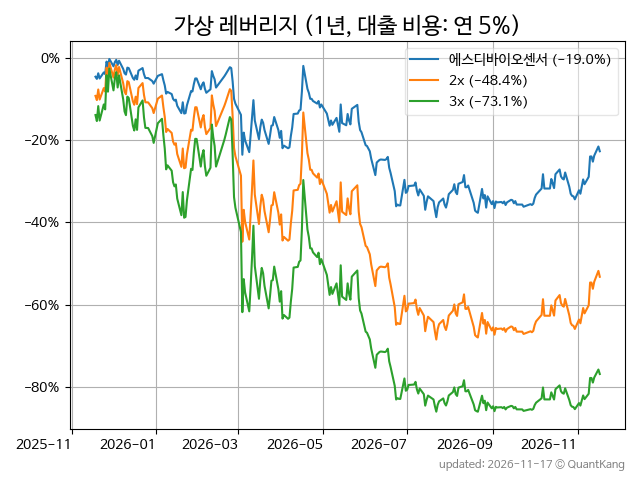 가상 레버리지 (1년, 대출 비용: 연 5%)
에스디바이오센서 (−19.0%)
2x (−48.4%)
3x (−73.1%)
0%
−20%
−40%
−60%
−80%
2025−11 2026−01 2026−03 2026−05 2026−07 2026−09 2026−11
updated: 2026−11−17 © QuantKang